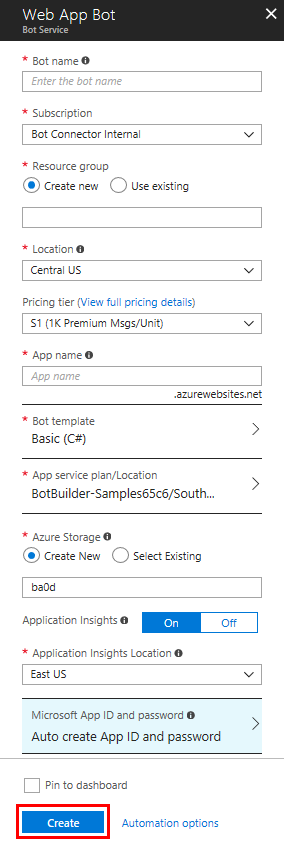 Web App Bot
Bot Service
* Bot name
Enter the bot name
* Subscription
Bot Connector Internal
* Resource group
Create new Use existing
* Location
Central US
Pricing tier (View full pricing details)
S1 (1K Premium Msgs/Unit)
* App name
App name
.azurewebsites.net
* Bot template
Basic (C#)
* App service plan/Location
BotBuilder-Samples65c6/South...
* Azure Storage
Create New Select Existing
ba0d
Application Insights On Off
* Application Insights Location
East US
Microsoft App ID and password
Auto create App ID and password
Pin to dashboard
Create Automation options